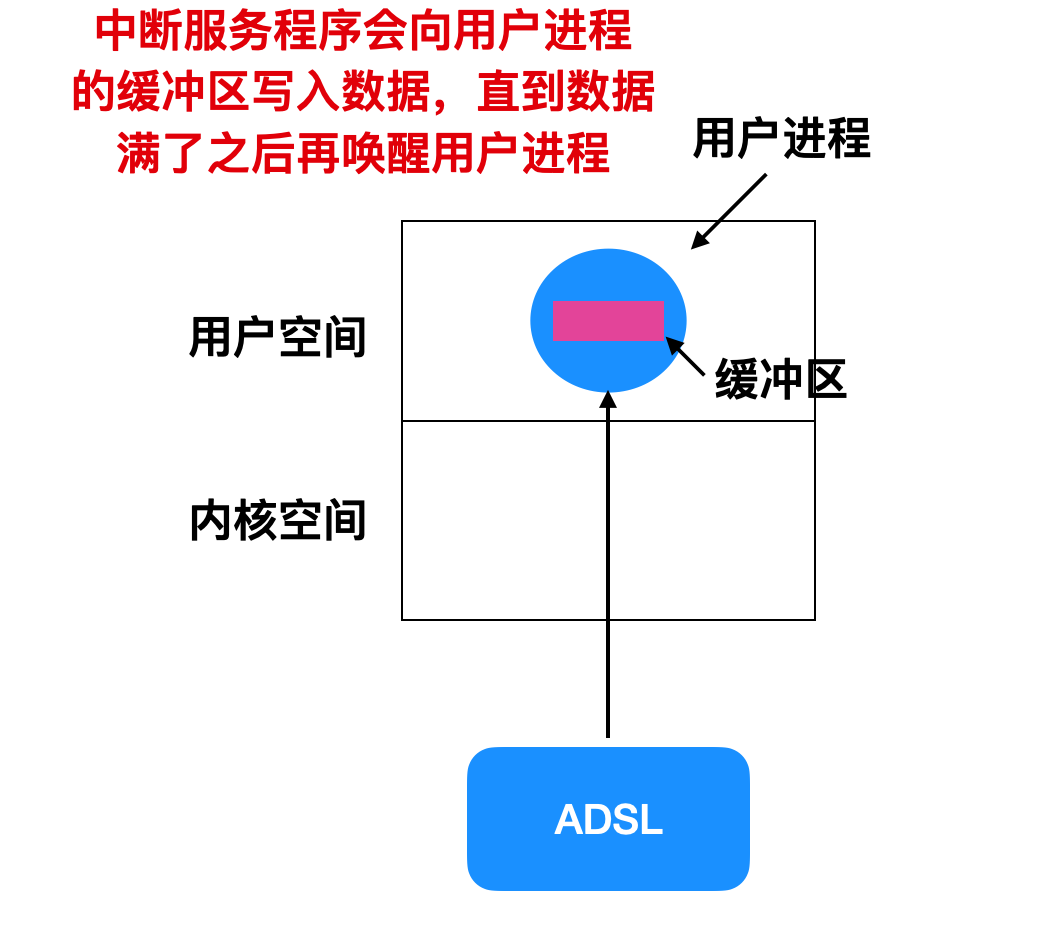 中断服务程序会向用户进程
的缓冲区写入数据，直到数据
满了之后再唤醒用户进程
用户进程
用户空间
缓冲区
内核空间
ADSL